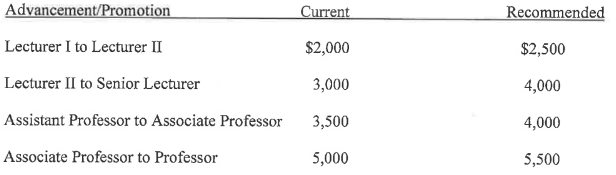 Advancement/Promotion Current Recommended
Lecturer I to Lecturer II $2,000 $2,500
Lecturer II to Senior Lecturer 3,000 4,000
Assistant Professor to Associate Professor 3,500 4,000
Associate Professor to Professor 5,000 5,500